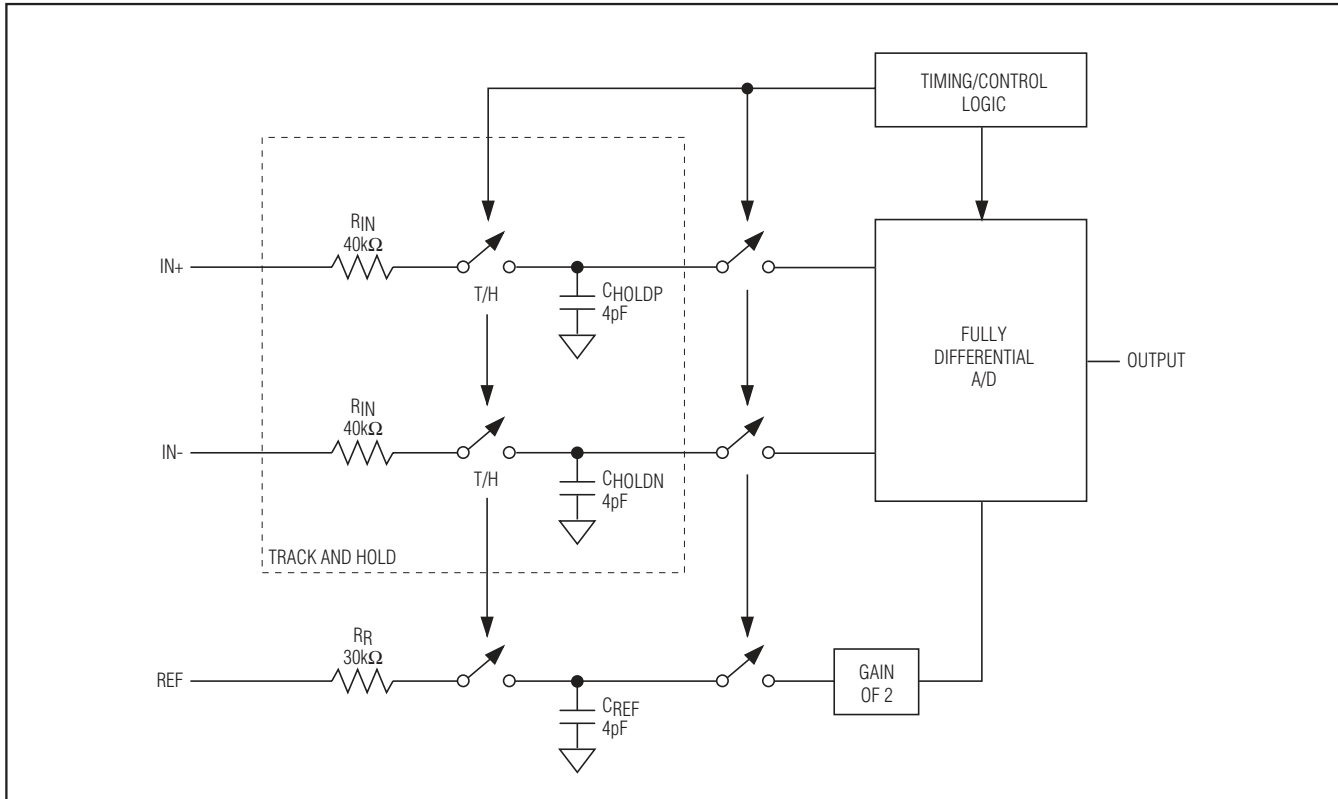 TIMING/CONTROL
LOGIC
RIN
40kΩ
IN+
T/H
CHOLDP
4pF
FULLY
DIFFERENTIAL
A/D
OUTPUT
RIN
40kΩ
IN-
T/H
CHOLDN
4pF
TRACK AND HOLD
RR
30kΩ
REF
GAIN
OF 2
CREF
4pF